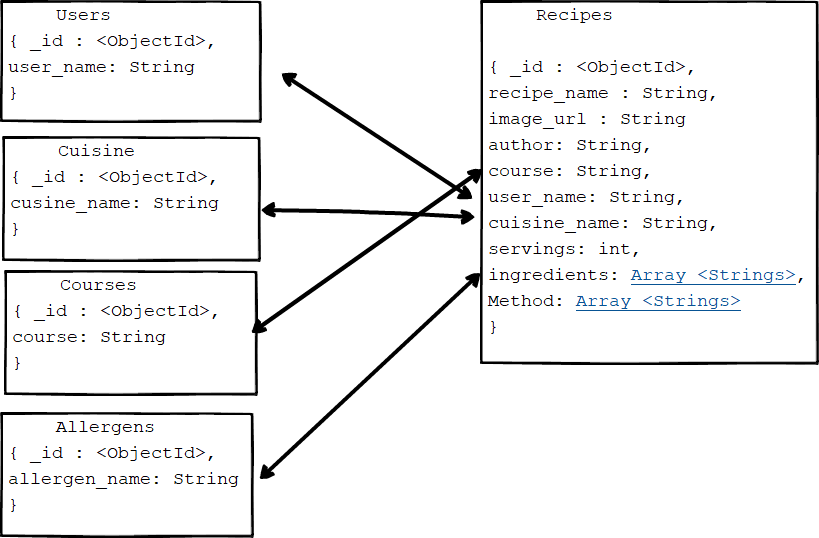 Users
{ _id : <ObjectId>,
user_name: String
}
Cuisine
{ _id : <ObjectId>,
cusine_name: String
}
Courses
{ _id : <ObjectId>,
course: String
}
Allergens
{ _id : <ObjectId>,
allergen_name: String
}
Recipes
{ _id : <ObjectId>,
recipe_name : String,
image_url : String
author: String,
course: String,
user_name: String,
cuisine_name: String,
servings: int,
ingredients: Array <Strings>,
Method: Array <Strings>
}